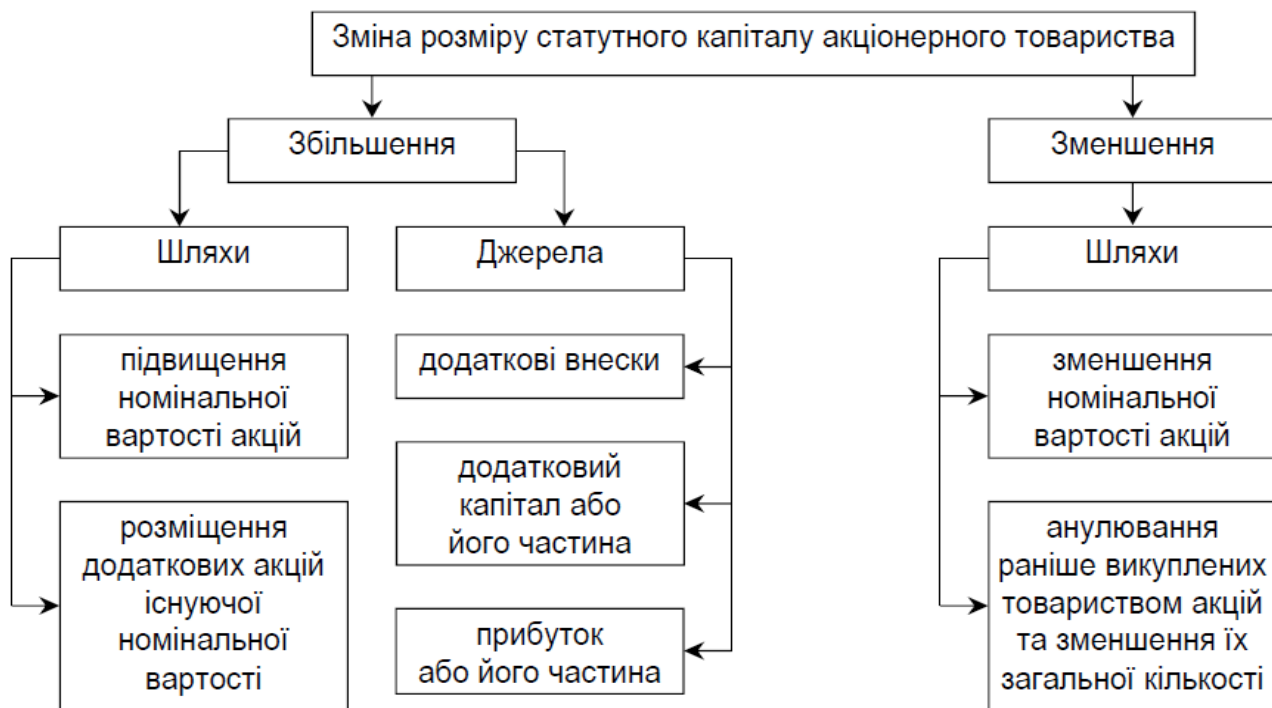 Зміна розміру статутного капіталу акціонерного товариства
Збільшення
Зменшення
Шляхи
Джерела
Шляхи
підвищення
номінальної
вартості акцій
додаткові внески
зменшення
номінальної
вартості акцій
розміщення
додаткових акцій
існуючої
номінальної
вартості
додатковий
капітал або
його частина
прибуток
або його частина
анулювання
раніше викуплених
товариством акцій
та зменшення їх
загальної кількості